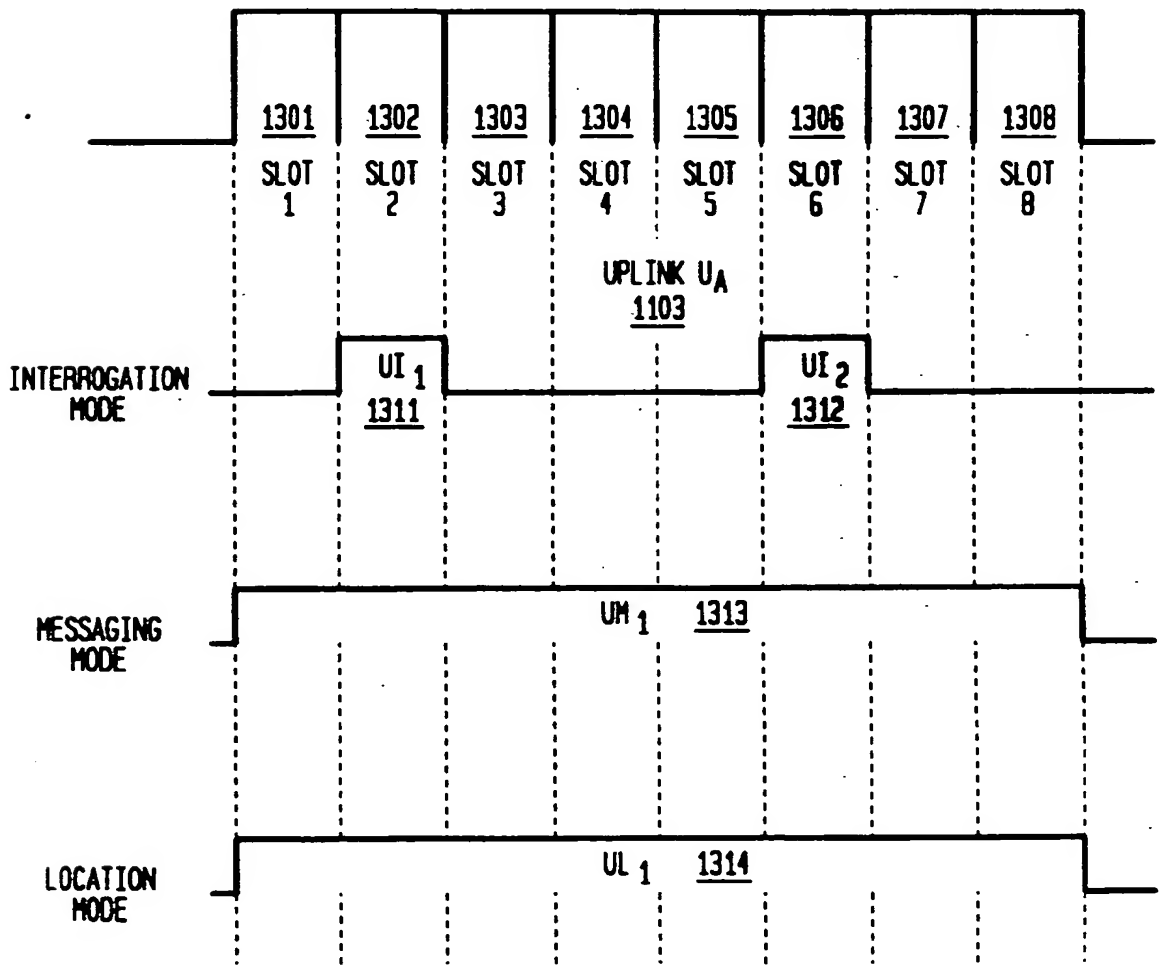 1301 1302 1303 1304 1305 1306 1307 1308
SLOT SLOT SLOT SLOT SLOT SLOT SLOT SLOT
1 2 3 4 5 6 7 8
UPLINK UA
1103
INTERROGATION
MODE
UI1
1311
UI2
1312
MESSAGING
MODE
UM1 1313
LOCATION
MODE
UL1 1314